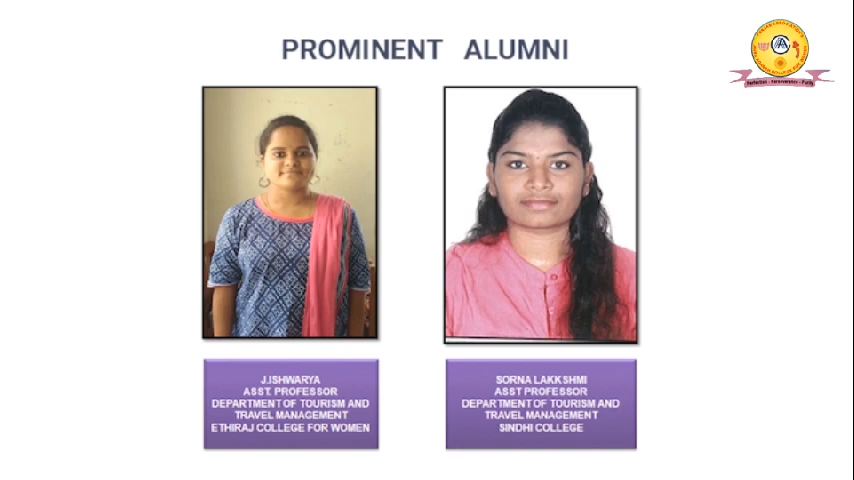 PROMINENT ALUMNI
J.ISHWARYA
ASST. PROFESSOR
DEPARTMENT OF TOURISM AND
TRAVEL MANAGEMENT
ETHIRAJ COLLEGE FOR WOMEN
SORNA LAKKSHMI
ASST PROFESSOR
DEPARTMENT OF TOURISM AND
TRAVEL MANAGEMENT
SINDHI COLLEGE